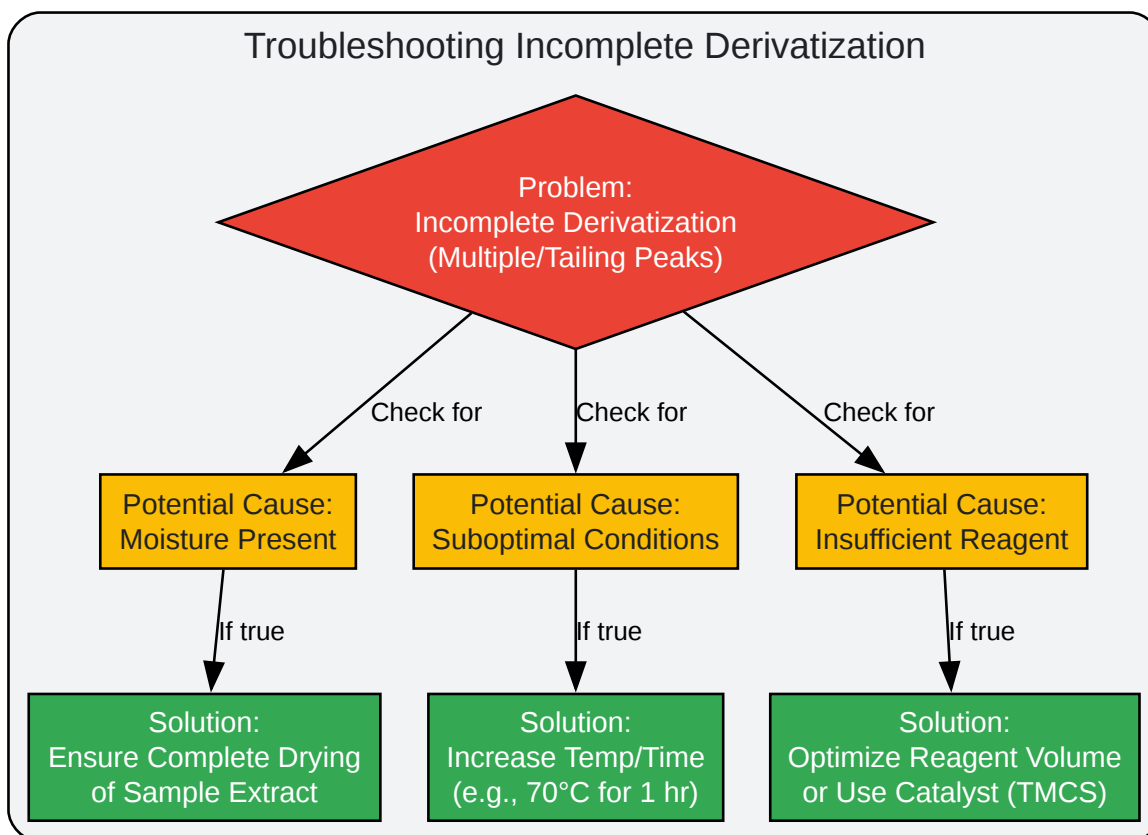 Troubleshooting Incomplete Derivatization
Problem:
Incomplete Derivatization
(Multiple/Tailing Peaks)
Check for
Check for
Check for
Potential Cause:
Moisture Present
Potential Cause:
Suboptimal Conditions
Potential Cause:
Insufficient Reagent
If true
If true
If true
Solution:
Ensure Complete Drying
of Sample Extract
Solution:
Increase Temp/Time
(e.g., 70°C for 1 hr)
Solution:
Optimize Reagent Volume
or Use Catalyst (TMCS)